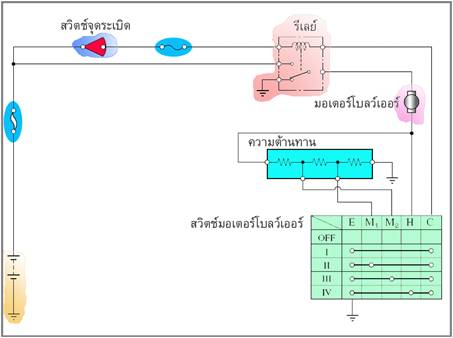 สวิตช์จุดระเบิด
รีเลย์
มอเตอร์โบลว์เออร์
ความต้านทาน
สวิตช์มอเตอร์โบลว์เออร์
E M₁ M₂ H C
OFF
I
II
III
IV